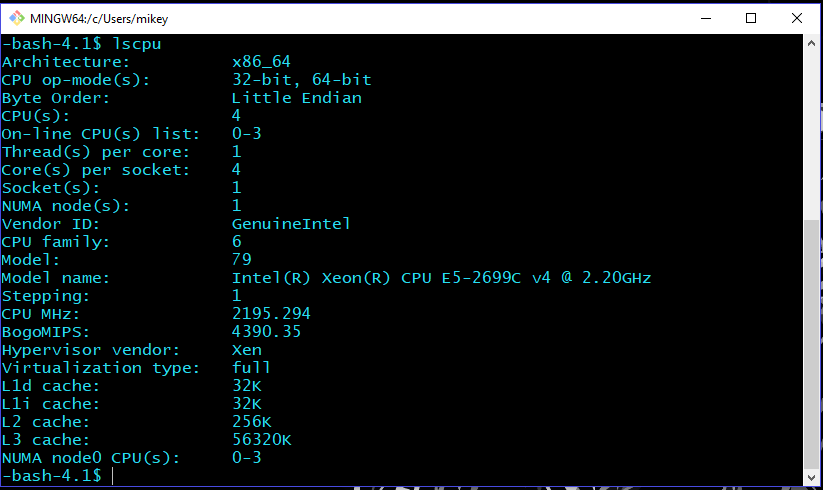 MINGW64:/c/Users/mikey
-bash-4.1$ lscpu
Architecture:          x86_64
CPU op-mode(s):        32-bit, 64-bit
Byte Order:            Little Endian
CPU(s):                4
On-line CPU(s) list:   0-3
Thread(s) per core:    1
Core(s) per socket:    4
Socket(s):             1
NUMA node(s):          1
Vendor ID:             GenuineIntel
CPU family:            6
Model:                 79
Model name:            Intel(R) Xeon(R) CPU E5-2699C v4 @ 2.20GHz
Stepping:              1
CPU MHz:               2195.294
BogoMIPS:              4390.35
Hypervisor vendor:     Xen
Virtualization type:   full
L1d cache:             32K
L1i cache:             32K
L2 cache:              256K
L3 cache:              56320K
NUMA node0 CPU(s):     0-3
-bash-4.1$